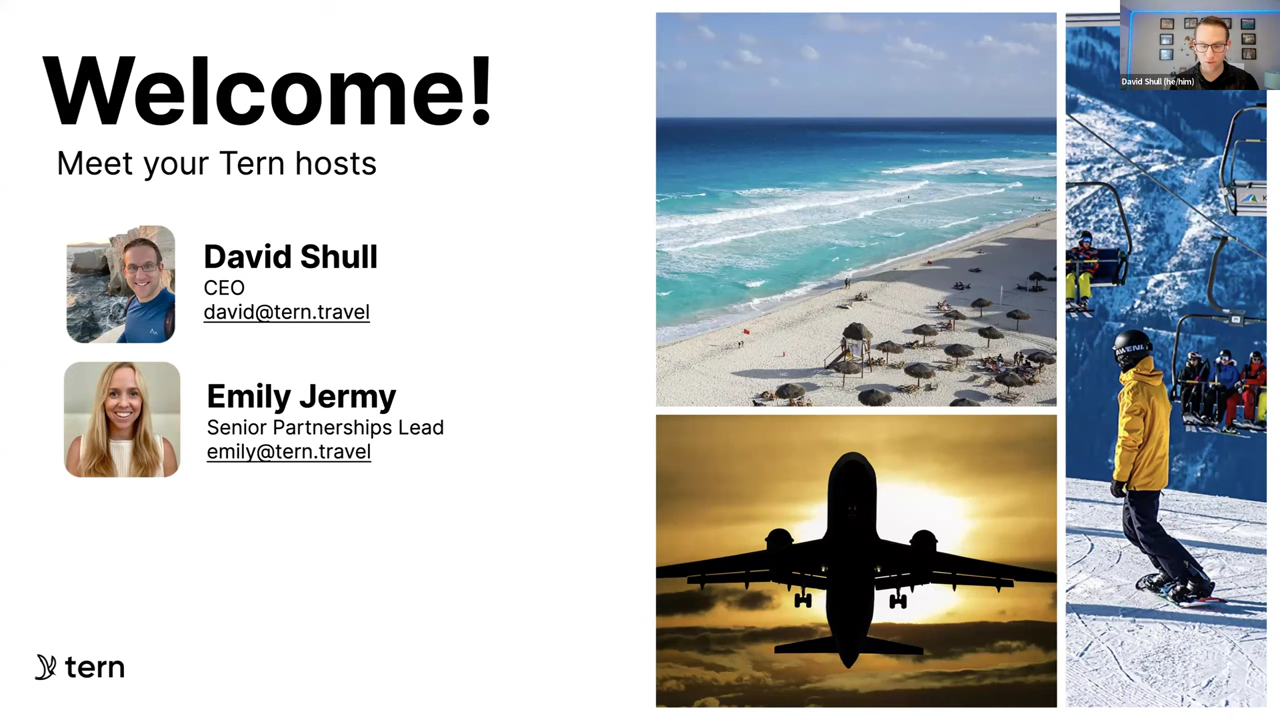 Welcome!
Meet your Tern hosts
David Shull
CEO
david@tern.travel
Emily Jermy
Senior Partnerships Lead
emily@tern.travel
tern
David Shull (he/him)